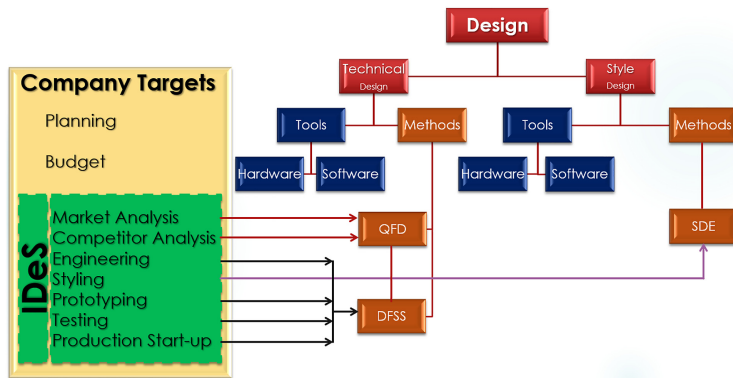 Design
Technical
Design
Style
Design
Company Targets
Planning
Budget
Tools
Methods
Tools
Methods
Hardware
Software
Hardware
Software
IDeS
Market Analysis
Competitor Analysis
Engineering
Styling
Prototyping
Testing
Production Start-up
QFD
SDE
DFSS